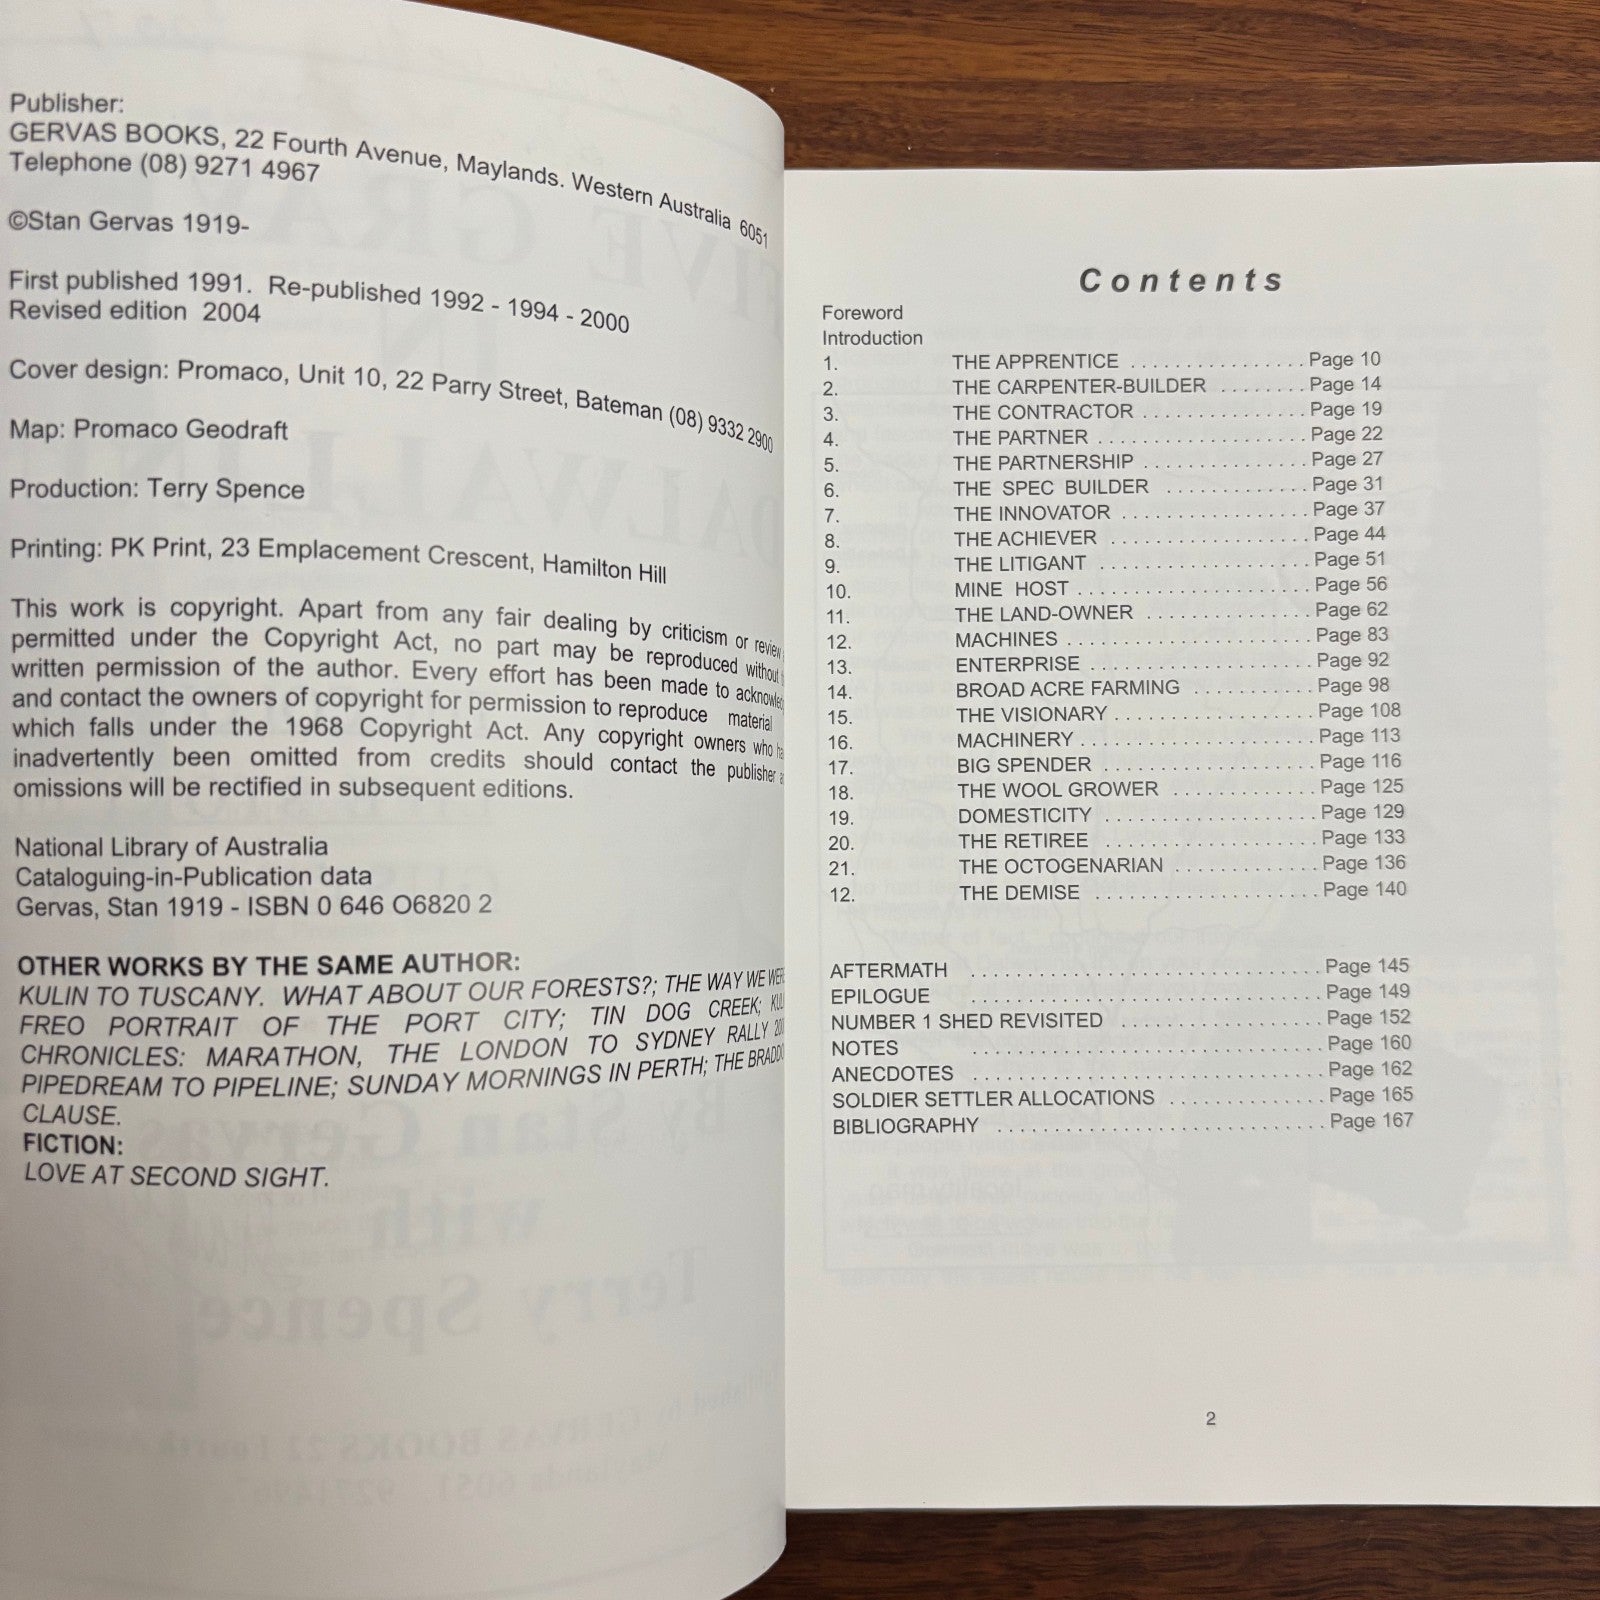 Publisher:
GERVAS BOOKS, 22 Fourth Avenue, Maylands. Western Australia 6051
Telephone (08) 9271 4967
©Stan Gervas 1919-
First published 1991. Re-published 1992 - 1994 - 2000
Revised edition 2004
Cover design: Promaco, Unit 10, 22 Parry Street, Bateman (08) 9332 2900
Map: Promaco Geodraft
Production: Terry Spence
Printing: PK Print, 23 Emplacement Crescent, Hamilton Hill
This work is copyright. Apart from any fair dealing by criticism or review
permitted under the Copyright Act, no part may be reproduced without
written permission of the author. Every effort has been made to
and contact the owners of copyright for permission to reproduce material
which falls under the 1968 Copyright Act. Any copyright owners who
inadvertently been omitted from credits should contact the publisher
omissions will be rectified in subsequent editions.
National Library of Australia
Cataloguing-in-Publication data
Gervas, Stan 1919 - ISBN 0 646 O6820 2
OTHER WORKS BY THE SAME AUTHOR:
KULIN TO TUSCANY. WHAT ABOUT OUR FORESTS?; THE WAY WE WERE
FREO PORTRAIT OF THE PORT CITY; TIN DOG CREEK;
CHRONICLES: MARATHON, THE LONDON TO SYDNEY RALLY
PIPEDREAM TO PIPELINE; SUNDAY MORNINGS IN PERTH; THE
CLAUSE.
FICTION:
LOVE AT SECOND SIGHT.
Contents
Foreword
Introduction
1. THE APPRENTICE ................ Page 10
2. THE CARPENTER-BUILDER ........ Page 14
3. THE CONTRACTOR ............... Page 19
4. THE PARTNER ................... Page 22
5. THE PARTNERSHIP ............... Page 27
6. THE SPEC BUILDER ............. Page 31
7. THE INNOVATOR ................. Page 37
8. THE ACHIEVER .................. Page 44
9. THE LITIGANT ................... Page 51
10. MINE HOST ..................... Page 56
11. THE LAND-OWNER ............... Page 62
12. MACHINES ...................... Page 83
13. ENTERPRISE .................... Page 92
14. BROAD ACRE FARMING ........... Page 98
15. THE VISIONARY .................. Page 108
16. MACHINERY ..................... Page 113
17. BIG SPENDER ................... Page 116
18. THE WOOL GROWER ............. Page 125
19. DOMESTICITY ................... Page 129
20. THE RETIREE ................... Page 133
21. THE OCTOGENARIAN ............. Page 136
12. THE DEMISE .................... Page 140
AFTERMATH ............................... Page 145
EPILOGUE ............................... Page 149
NUMBER 1 SHED REVISITED .................. Page 152
NOTES ............................... Page 160
ANECDOTES ............................... Page 162
SOLDIER SETTLER ALLOCATIONS .............. Page 165
BIBLIOGRAPHY ............................. Page 167
2